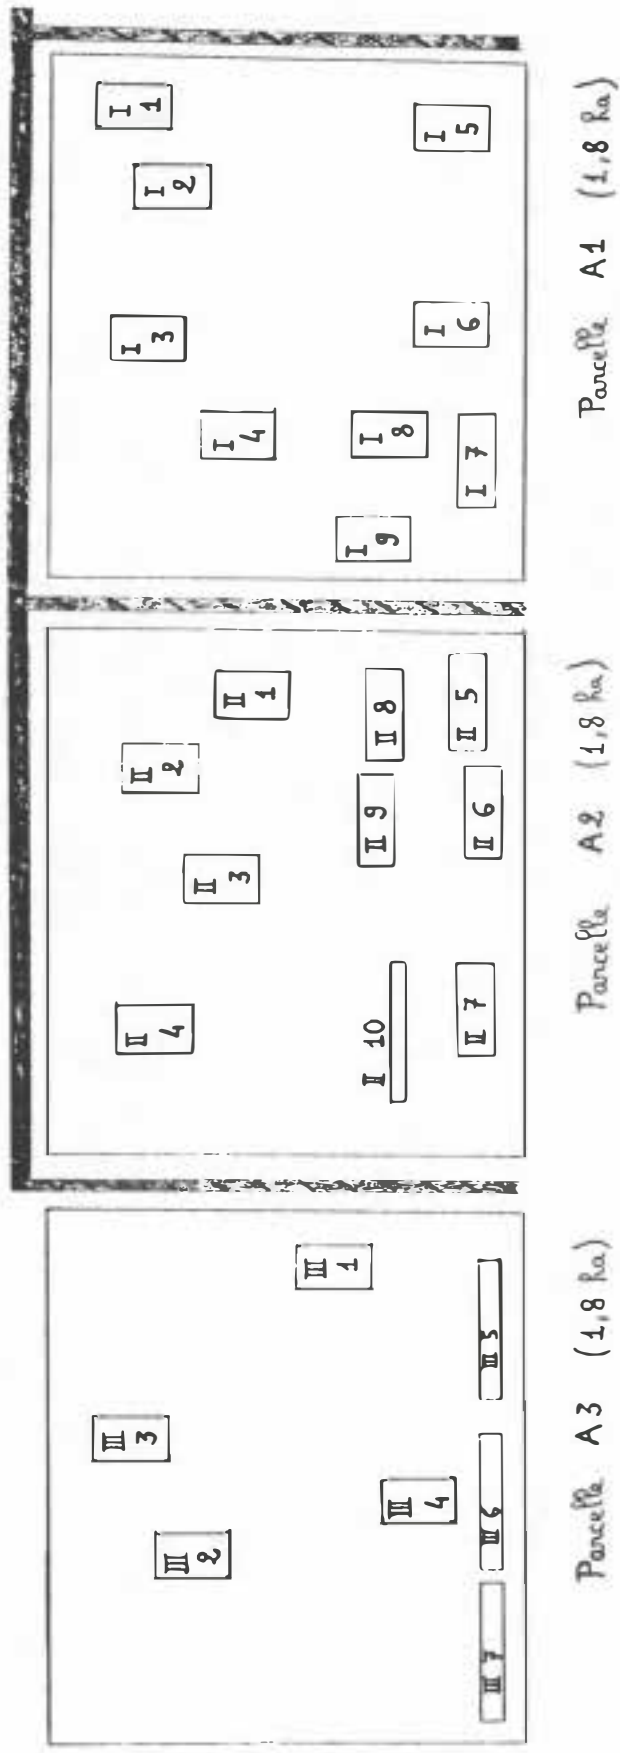 III 3
III 2
III 1
III 4
III 7
III 6
III 5
Parcelle A3 (1,8 ha)
II 4
II 2
II 3
II 1
II 10
II 9
II 8
II 7
II 6
II 5
Parcelle A2 (1,8 ha)
I 1
I 3
I 2
I 4
I 9
I 8
I 6
I 5
I 7
Parcelle A1 (1,8 ha)